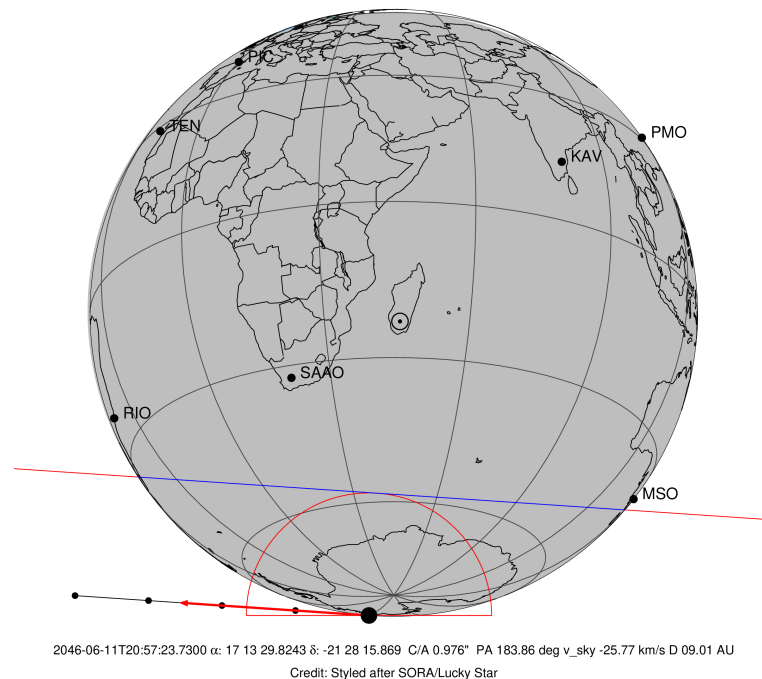 PIC
TEN
PMO
KAV
SAAO
RIO
MSO
2046-06-11T20:57:23.7300 α: 17 13 29.8243 δ: -21 28 15.869 C/A 0.976" PA 183.86 deg v_sky -25.77 km/s D 09.01 AU
Credit: Styled after SORA/Lucky Star